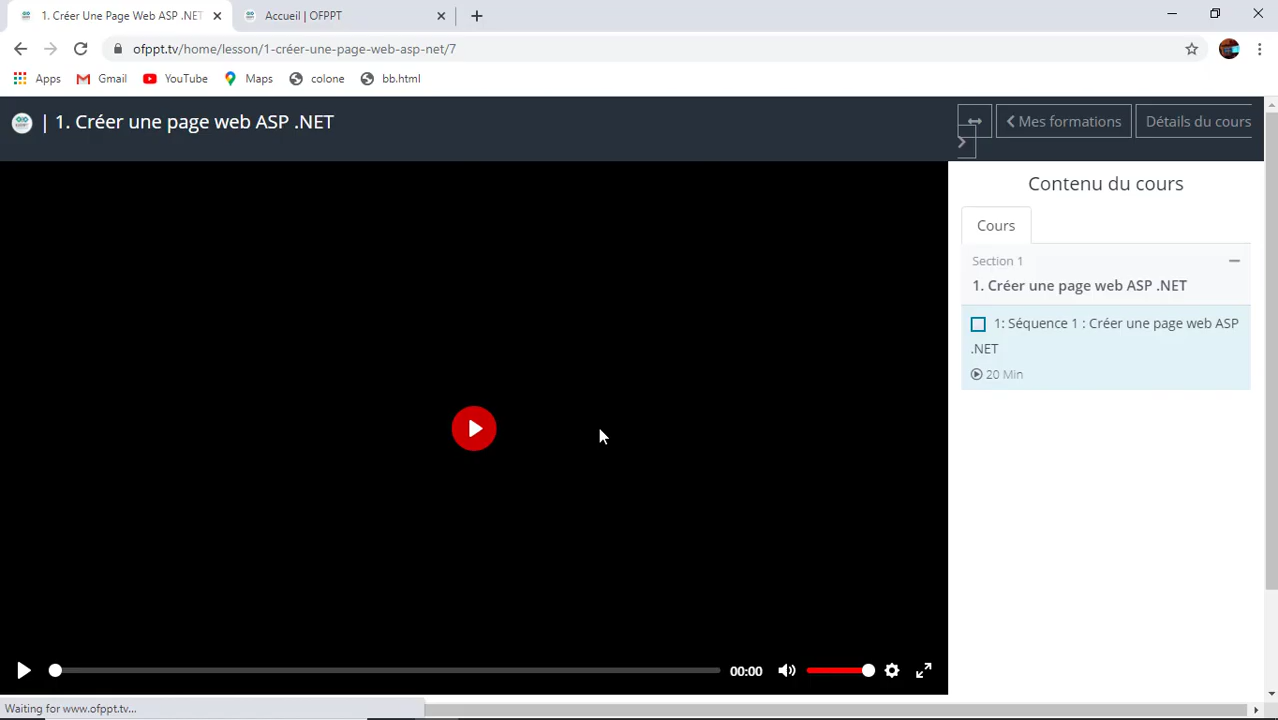 1. Créer Une Page Web ASP .NET
Accueil | OFPPT
ofppt.tv/home/lesson/1-créer-une-page-web-asp-net/7
Apps
Gmail
YouTube
Maps
colone
bb.html
| 1. Créer une page web ASP .NET
Mes formations
Détails du cours
Contenu du cours
Cours
Section 1
1. Créer une page web ASP .NET
1: Séquence 1 : Créer une page web ASP
.NET
20 Min
00:00
Waiting for www.ofppt.tv...